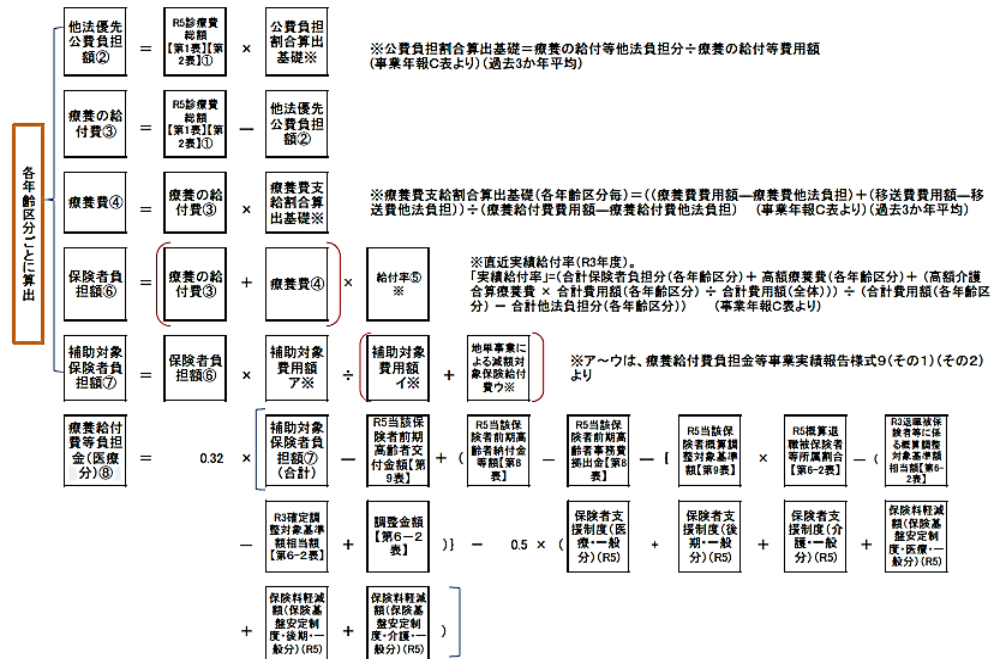 各年齢区分ごとに算出
他法優先
公費負担
額②
=
R5診療費
総額
【第1表】【第
2表】①
×
公費負担
割合算出
基礎※
※公費負担割合算出基礎=療養の給付等他法負担分÷療養の給付等費用額
(事業年報C表より)(過去3か年平均)
療養の給
付費③
=
R5診療費
総額
【第1表】【第
2表】①
―
他法優先
公費負担
額②
療養費④
=
療養の給
付費③
×
療養費支
給割合算
出基礎※
※療養費支給割合算出基礎(各年齢区分毎)=((療養費費用額―療養費他法負担)+(移送費費用額―移
送費他法負担))÷(療養給付費費用額―療養給付費他法負担) (事業年報C表より)(過去3か年平均)
保険者負
担額⑥
=
療養の給
付費③
+
療養費④
×
給付率⑤
※
※直近実績給付率(R3年度)。
「実績給付率」=(合計保険者負担分(各年齢区分)+ 高額療養費(各年齢区分)+ (高額介護
合算療養費 × 合計費用額(各年齢区分) ÷ 合計費用額(全体))) ÷ (合計費用額(各年齢区
分) - 合計他法負担分(各年齢区分)) (事業年報C表より)
補助対象
保険者負
担額⑦
=
保険者負
担額⑥
×
補助対象
費用額
ア※
÷
補助対象
費用額
イ※
+
地単事業
による減額対
象保険給付
費ウ※
※ア~ウは、療養給付費負担金等事業実績報告様式9(その1)(その2)
より
療養給付
費等負担
金(医療
分)⑧
=
0.32
×
補助対象
保険者負
担額⑦
(合計)
―
R5当該保
険者前期
高齢者交
付金額【第
9表】
+
(
R5当該保
険者前期高
齢者納付金
等額【第8
表】
―
R5当該保
険者前期高
齢者事務費
拠出金【第8
表】
―
[
R5当該保
険者概算調
整対象基準
額【第9表】
×
R5概算退
職被保険者
等所属割合
【第6-2表】
―
(
R3退職被保
険者等に係
る概算調整
対象基準額
相当額【第6-
2表】
―
R3確定調
整対象基準
額相当額
【第6-2表】
+
調整金額
【第6-2
表】
)}
―
0.5
×
(
保険者支
援制度(医
療・一般
分)(R5)
+
保険者支
援制度(後
期・一般
分)(R5)
+
保険者支
援制度(介
護・一般
分)(R5)
+
保険料軽減
額(保険基
盤安定制
度・医療・一
般分)(R5)
+
保険料軽減
額(保険基
盤安定制
度・後期・一
般分)(R5)
+
保険料軽減
額(保険基
盤安定制
度・介護・一
般分)(R5)
)